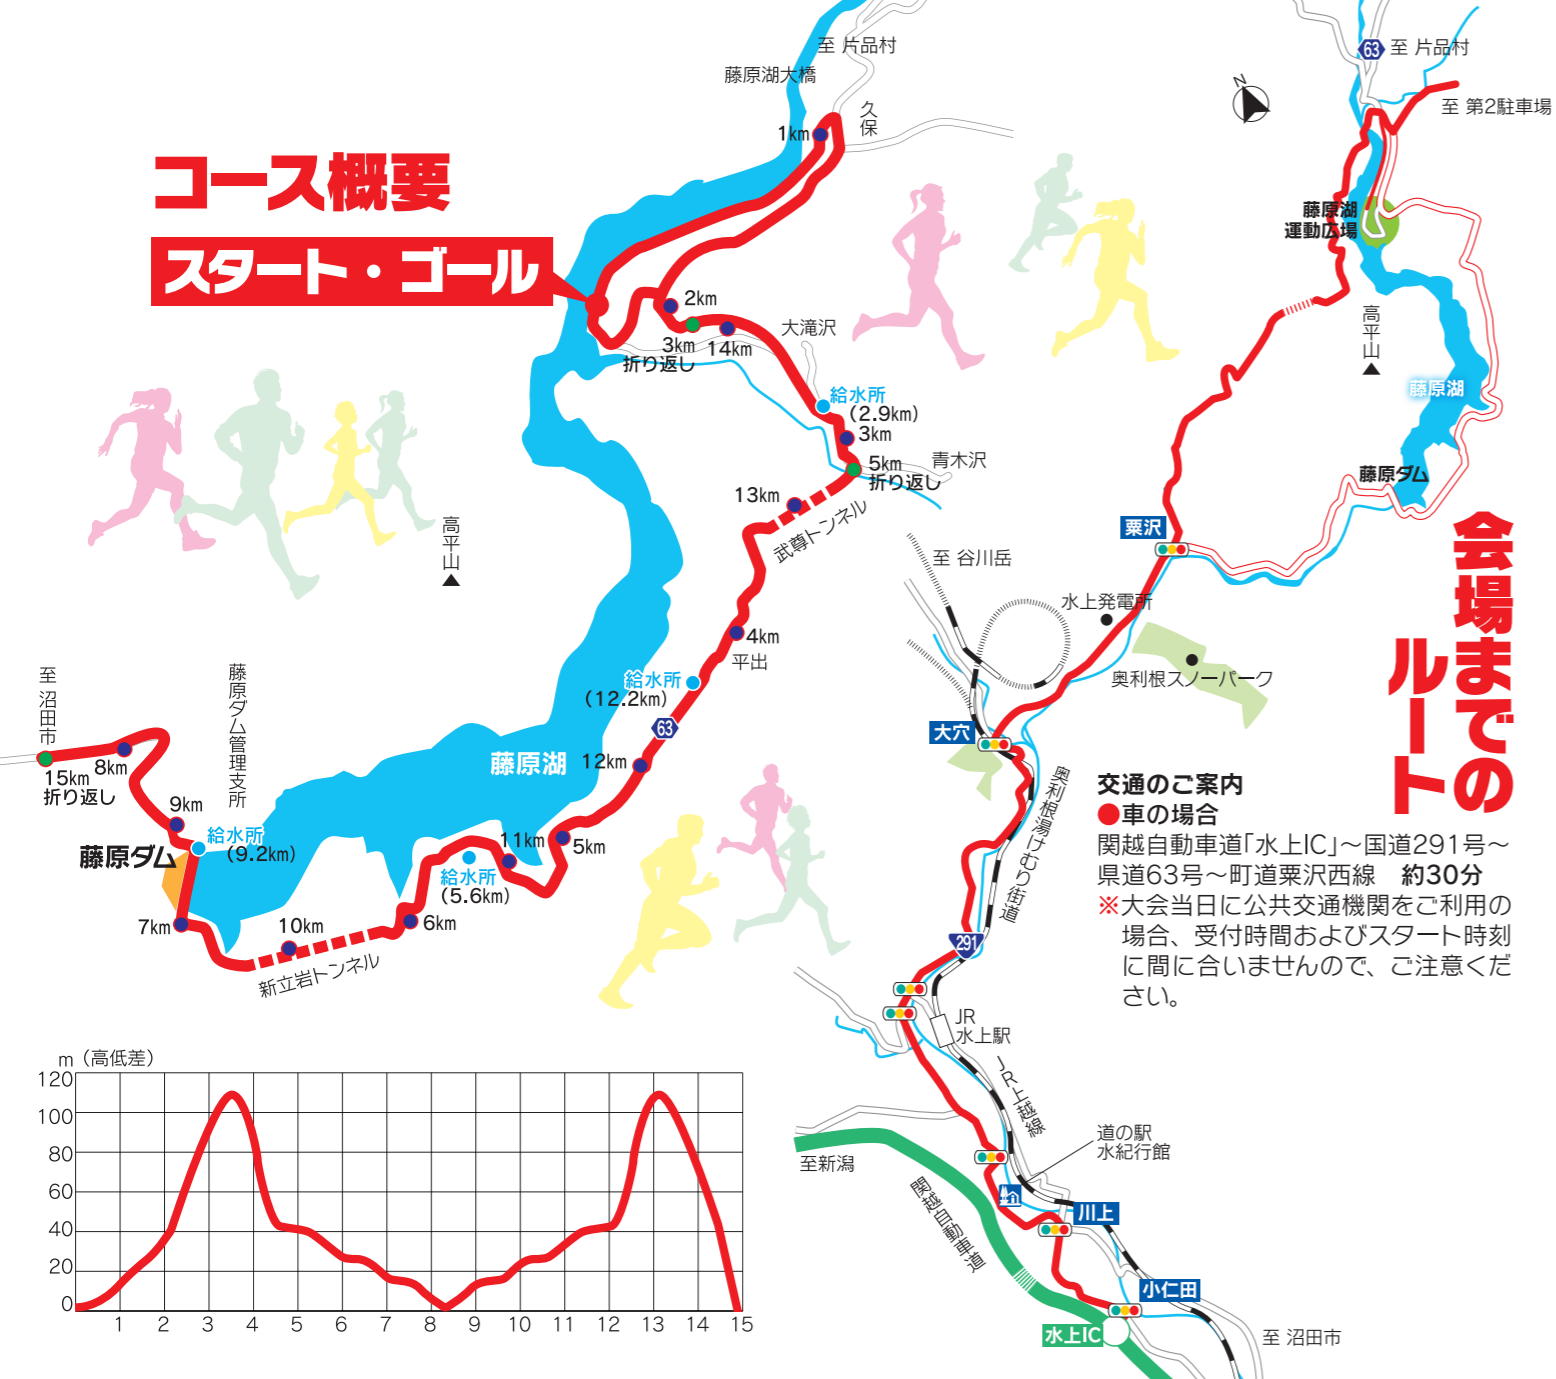 コース概要
スタート・ゴール
至 片品村
藤原湖大橋
久保
1km
2km
3km
折り返し
14km
大滝沢
給水所
(2.9km)
3km
5km
折り返し
青木沢
13km
武尊トンネル
高平山
4km
平出
給水所
(12.2km)
63
12km
藤原湖
至 沼田市
藤原ダム管理支所
8km
15km
折り返し
9km
給水所
(9.2km)
藤原ダム
11km
5km
給水所
(5.6km)
6km
7km
10km
新立岩トンネル
m（高低差）
120
100
80
60
40
20
0
1 2 3 4 5 6 7 8 9 10 11 12 13 14 15
会場までの
ルート
N
63
至 片品村
至 第2駐車場
藤原湖
運動広場
高平山
藤原湖
藤原ダム
粟沢
至 谷川岳
水上発電所
奥利根スノーパーク
大穴
奥利根湯けむり街道
291
JR
水上駅
JR上越線
道の駅
水紀行館
至新潟
関越自動車道
川上
小仁田
水上IC
至 沼田市
交通のご案内
●車の場合
関越自動車道「水上IC」～国道291号～
県道63号～町道粟沢西線　約30分
※大会当日に公共交通機関をご利用の
場合、受付時間およびスタート時刻
に間に合いませんので、ご注意くだ
さい。